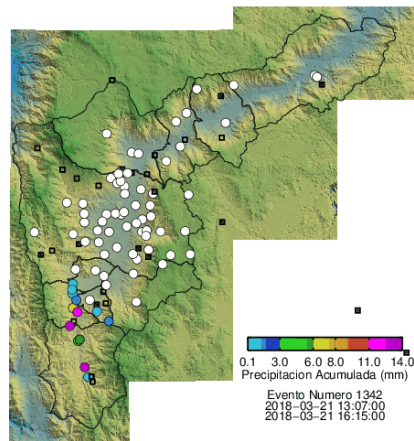 0.1 3.0 6.0 8.0 11.0 14.0
Precipitacion Acumulada (mm)
Evento Numero 1342
2018-03-21 13:07:00
2018-03-21 16:15:00